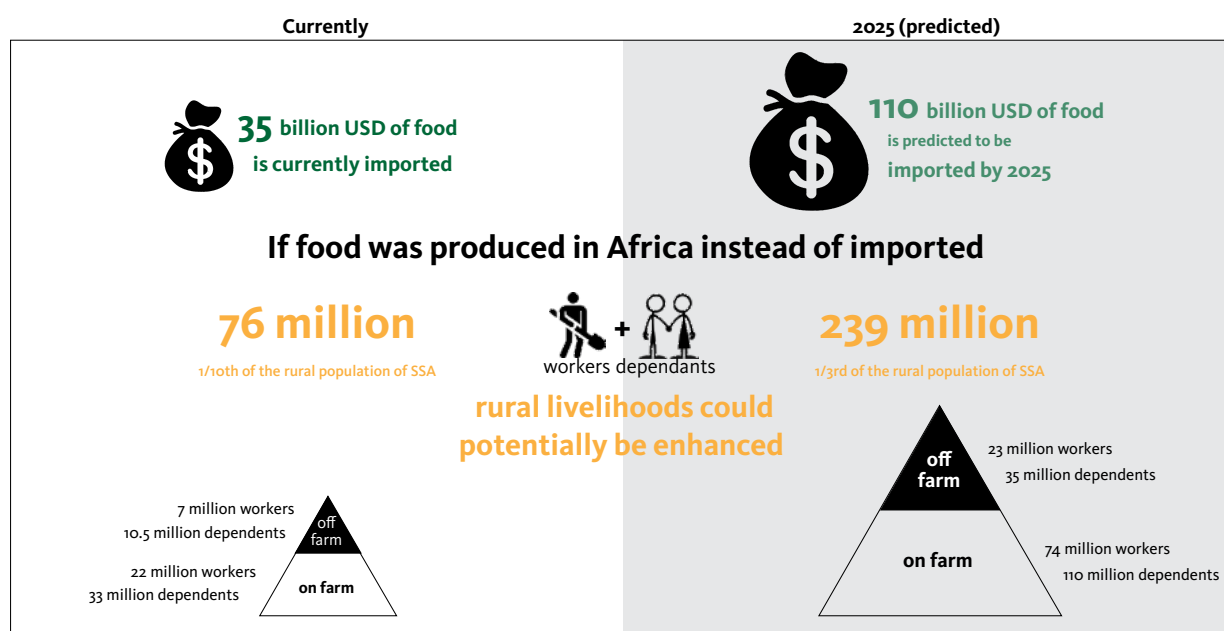 Currently
2025 (predicted)
35 billion USD of food
is currently imported
110 billion USD of food
is predicted to be
imported by 2025
If food was produced in Africa instead of imported
76 million
1/10th of the rural population of SSA
+
workers dependants
239 million
1/3rd of the rural population of SSA
rural livelihoods could
potentially be enhanced
7 million workers
10.5 million dependents
off
farm
22 million workers
33 million dependents
on farm
off
farm
23 million workers
35 million dependents
on farm
74 million workers
110 million dependents